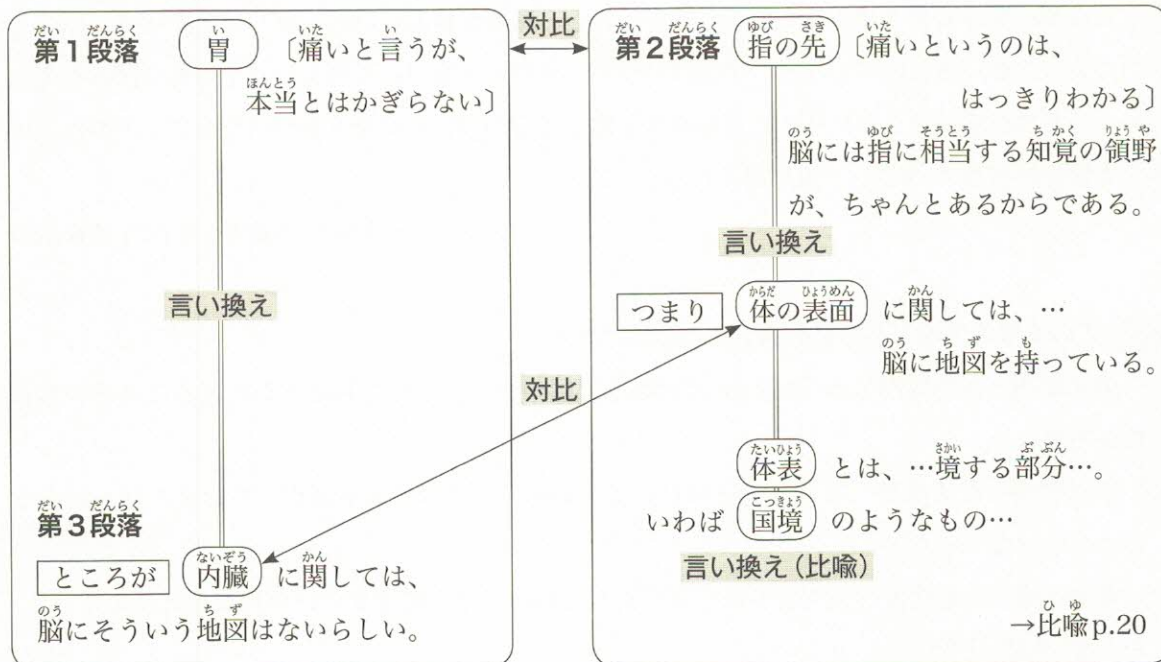 第1段落 胃 〔痛いと言うが、
本当とはかぎらない〕
言い換え
第3段落
ところが 内臓 に関しては、
脳にそういう地図はないらしい。
対比
対比
第2段落 指の先 〔痛いというのは、
はっきりわかる〕
脳には指に相当する知覚の領野
が、ちゃんとあるからである。
言い換え
つまり 体の表面 に関しては、…
脳に地図を持っている。
体表 とは、…境する部分…。
いわば 国境 のようなもの…
言い換え（比喩）
→比喩p.20